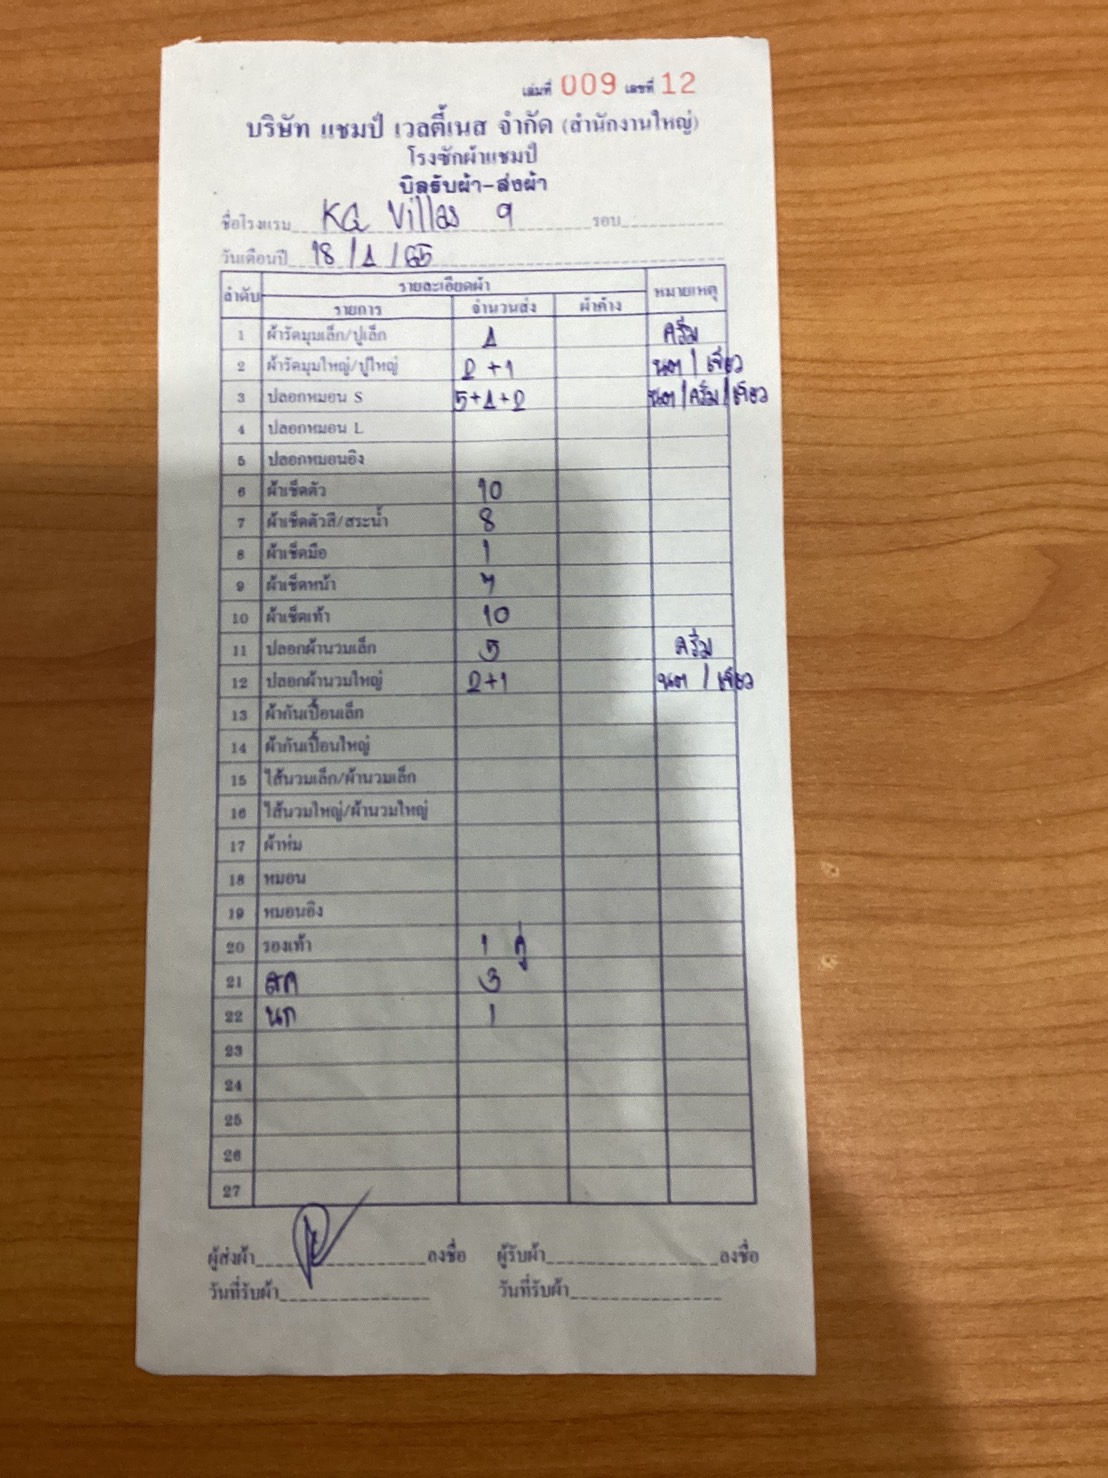 เล่มที่ 009 เลขที่ 12
บริษัท แชมป์ เวลตี้เนส จำกัด (สำนักงานใหญ่)
โรงซักผ้าแชมป์
บิลรับผ้า-ส่งผ้า
ชื่อโรงแรม KQ Villas 9 รอบ
วันเดือนปี 18/1/65
ลำดับ รายละเอียดผ้า หมายเหตุ
รายการ จำนวนส่ง ผ้าค้าง
1 ผ้ารัดมุมเล็ก/ปูเล็ก 1 ครีม
2 ผ้ารัดมุมใหญ่/ปูใหญ่ 2+1 / เขียว
3 ปลอกหมอน S 5+1+2 /ครีม/เขียว
4 ปลอกหมอน L
5 ปลอกหมอนอิง
6 ผ้าเช็ดตัว 10
7 ผ้าเช็ดตัวสี/สระน้ำ 8
8 ผ้าเช็ดมือ 1
9 ผ้าเช็ดหน้า 7
10 ผ้าเช็ดเท้า 10
11 ปลอกผ้านวมเล็ก ครีม
12 ปลอกผ้านวมใหญ่ 2+1 / เขียว
13 ผ้ากันเปื้อนเล็ก
14 ผ้ากันเปื้อนใหญ่
15 ไส้นวมเล็ก/ผ้านวมเล็ก
16 ไส้นวมใหญ่/ผ้านวมใหญ่
17 ผ้าห่ม
18 หมอน
19 หมอนอิง
20 รองเท้า 1 คู่
21 3
22 1
23
24
25
26
27
ผู้ส่งผ้า ลงชื่อ ผู้รับผ้า ลงชื่อ
วันที่รับผ้า วันที่รับผ้า